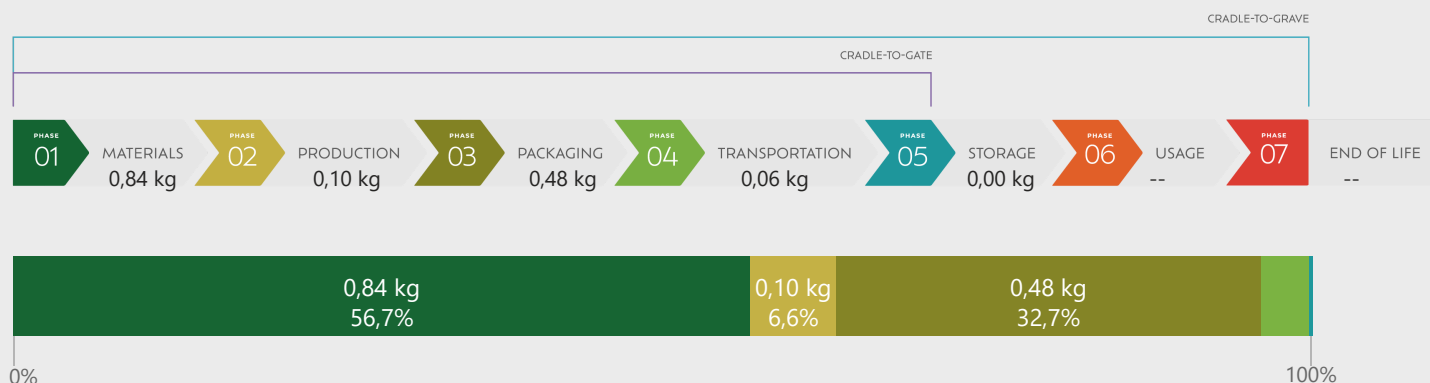 CRADLE-TO-GRAVE
CRADLE-TO-GATE
PHASE
01
MATERIALS
0,84 kg
PHASE
02
PRODUCTION
0,10 kg
PHASE
03
PACKAGING
0,48 kg
PHASE
04
TRANSPORTATION
0,06 kg
PHASE
05
STORAGE
0,00 kg
PHASE
06
USAGE
--
PHASE
07
END OF LIFE
--
0,84 kg
56,7%
0,10 kg
6,6%
0,48 kg
32,7%
0%
100%